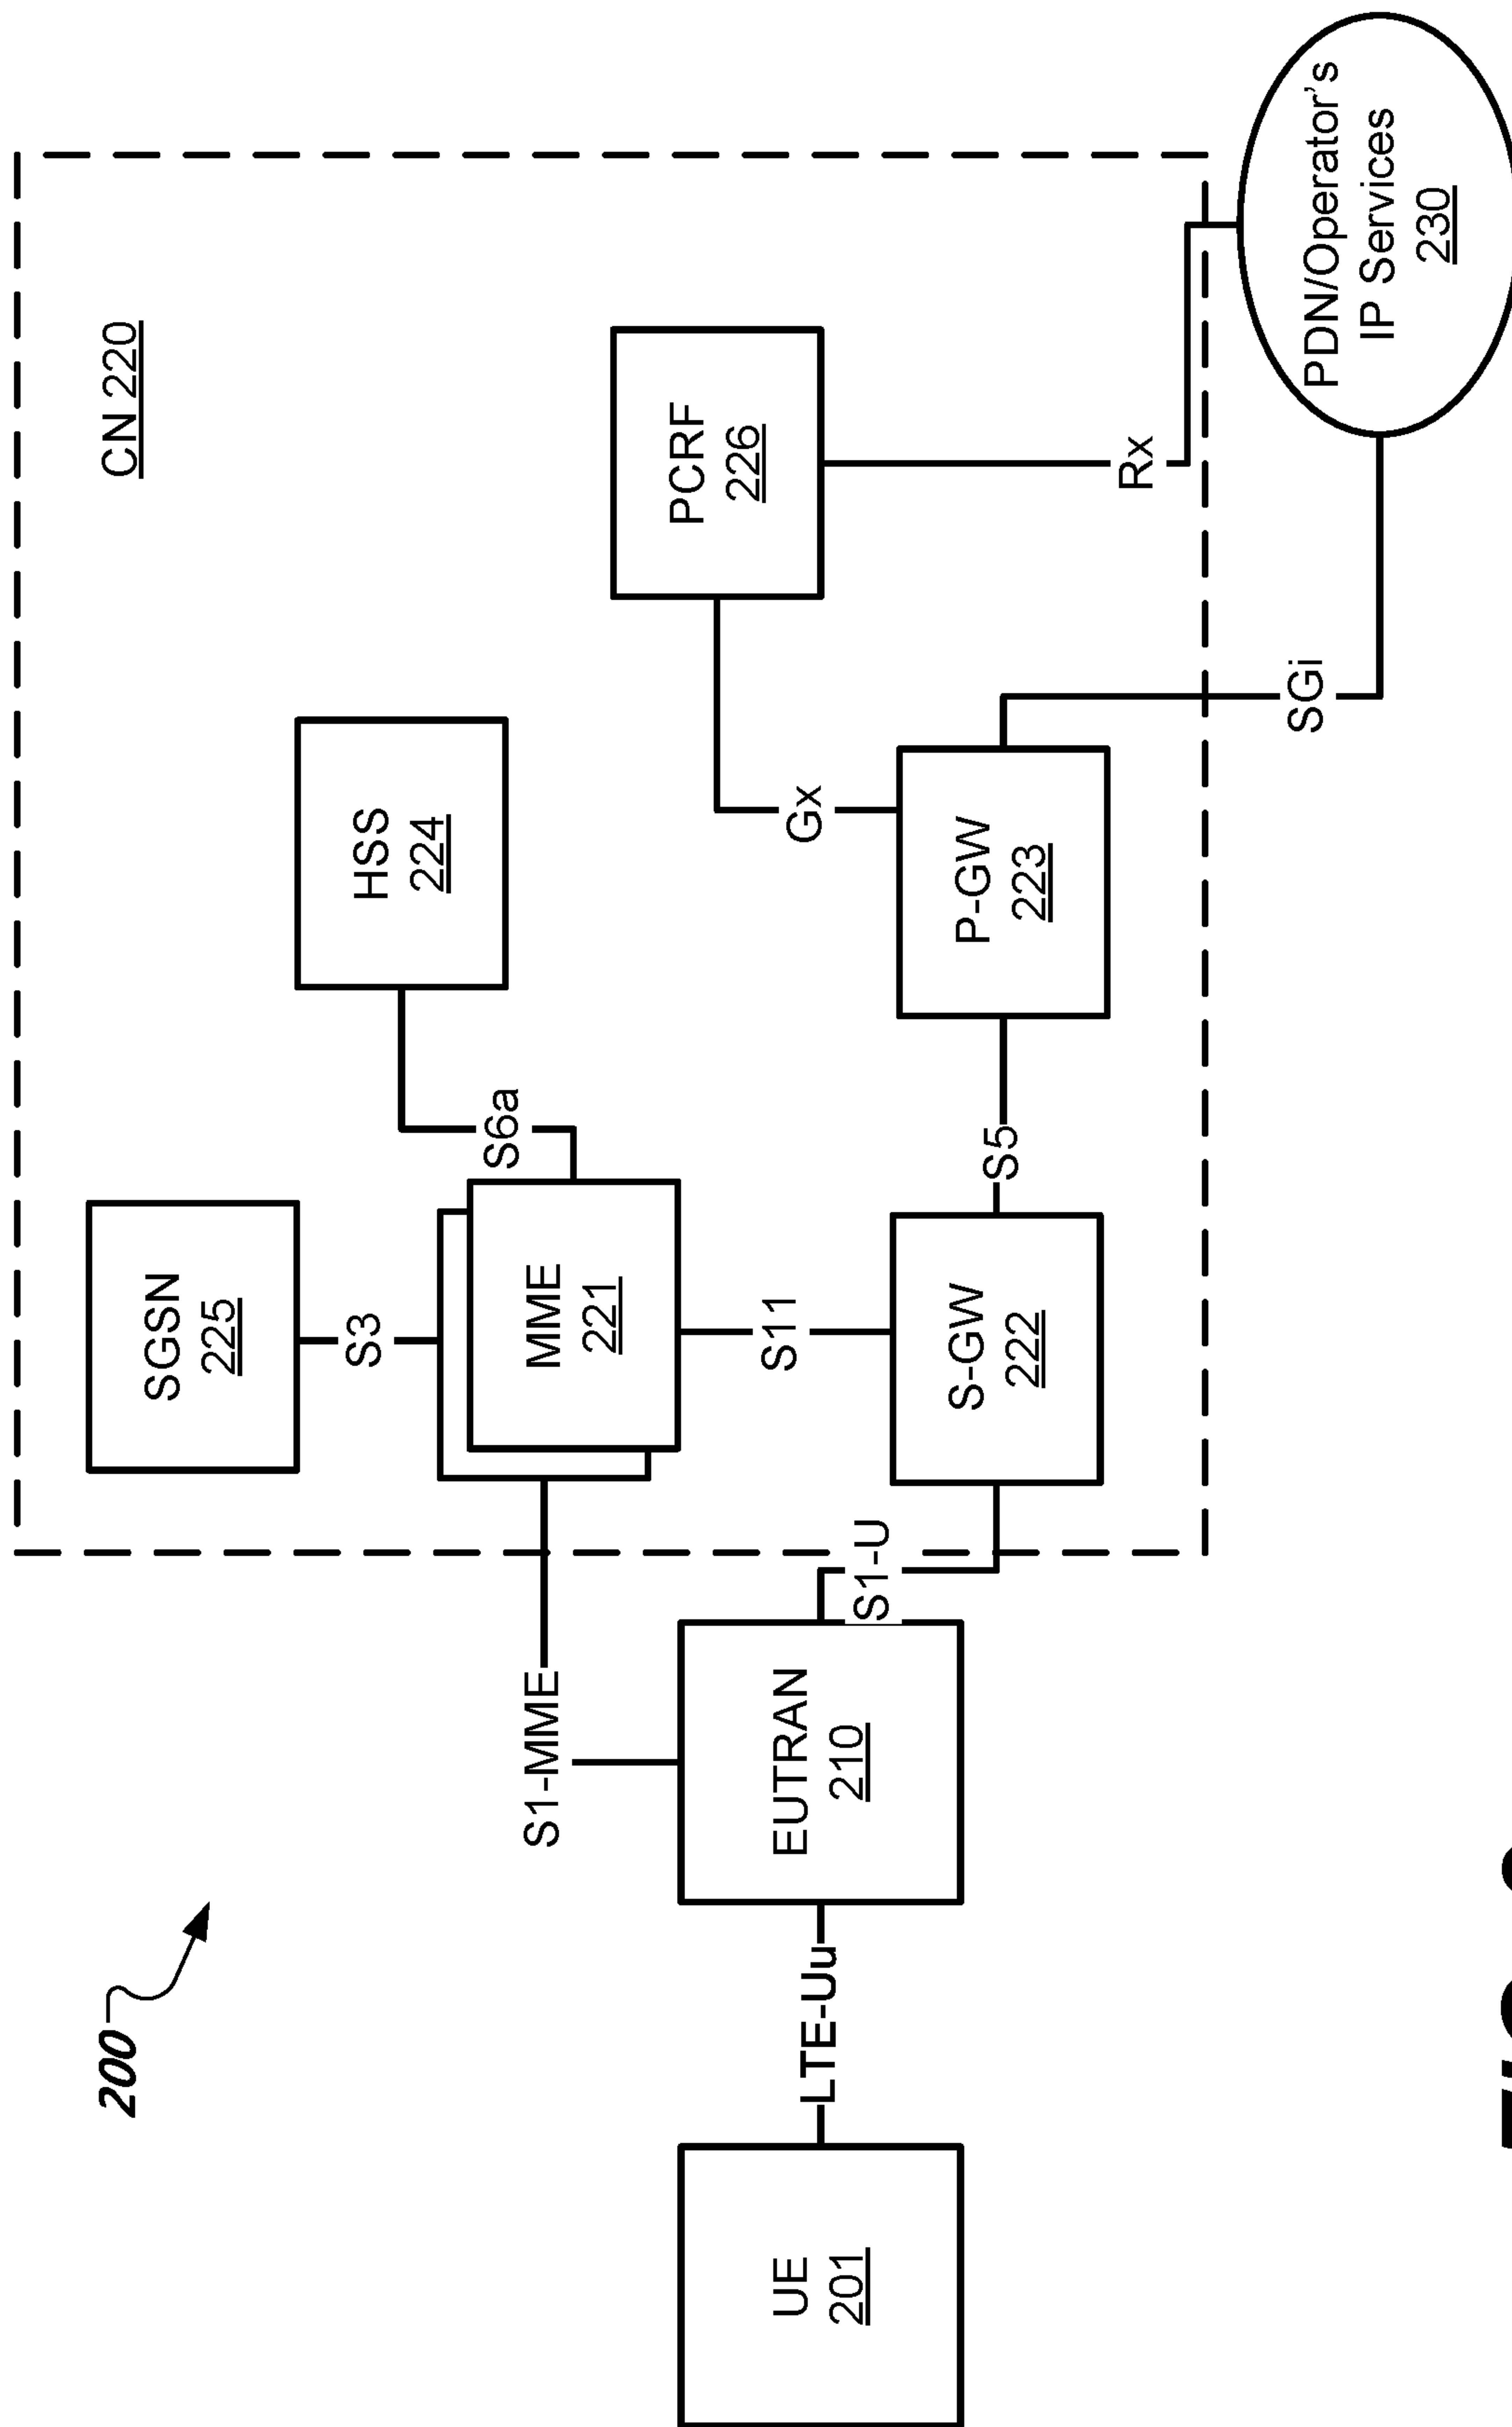 200
CN 220
SGSN
225
S3
HSS
224
S6a
MME
221
S1-MME
S11
PCRF
226
Gx
Rx
UE
201
LTE-Uu
EUTRAN
210
S1-U
S-GW
222
S5
P-GW
223
SGi
PDN/Operator's
IP Services
230